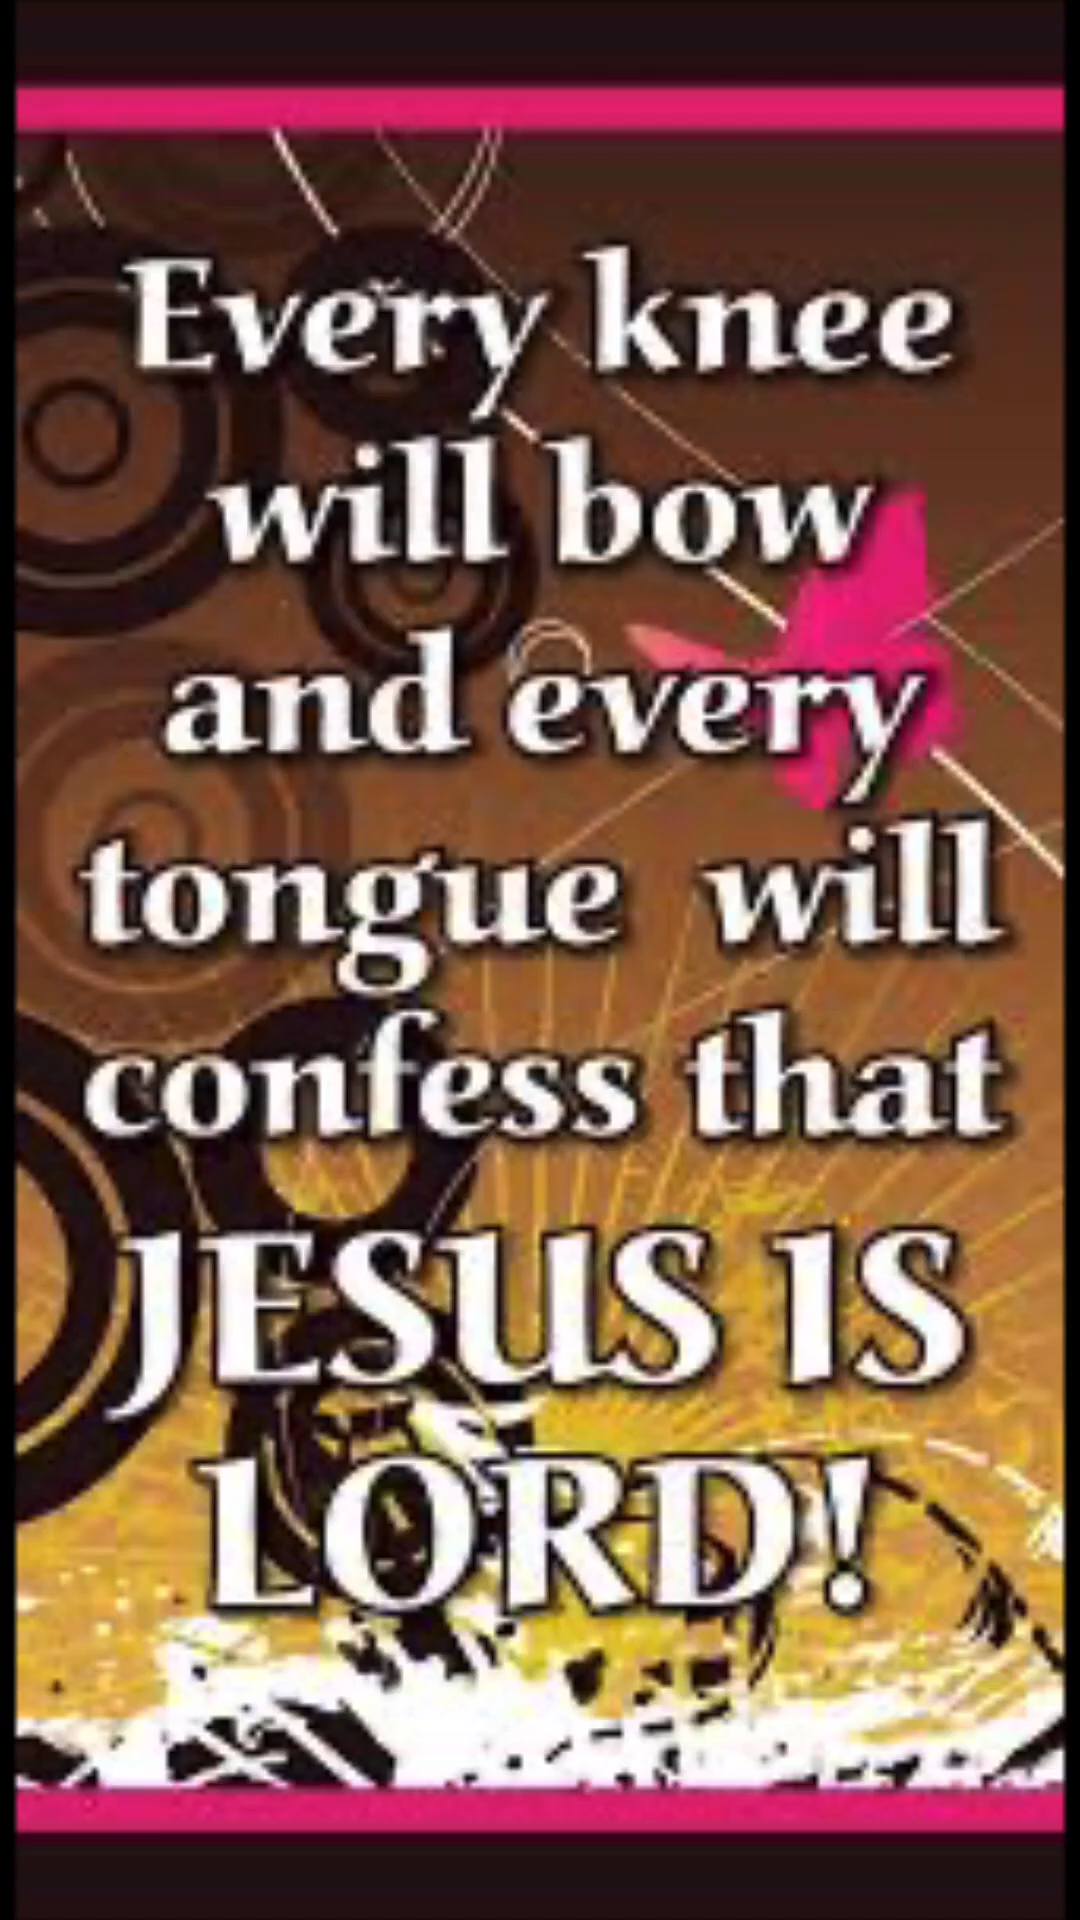 Every knee
will bow
and every
tongue will
confess that
JESUS IS
LORD!